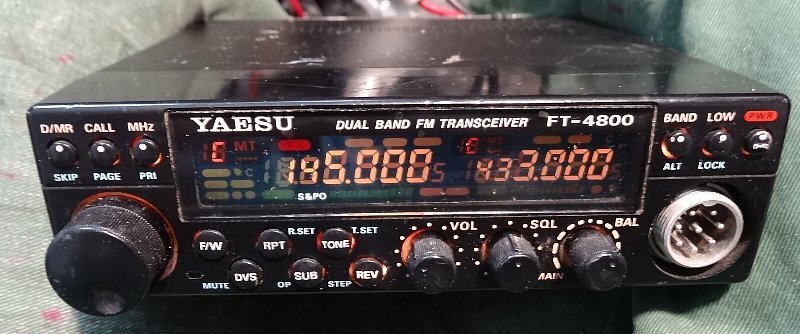 YAESU DUAL BAND FM TRANSCEIVER FT-4800
D/MR CALL MHz BAND LOW PWR
SKIP PAGE PRI ALT LOCK
MT
S&PO
R.SET T.SET VOL SQL BAL
F/W RPT TONE
MUTE DVS OP SUB STEP REV MAIN